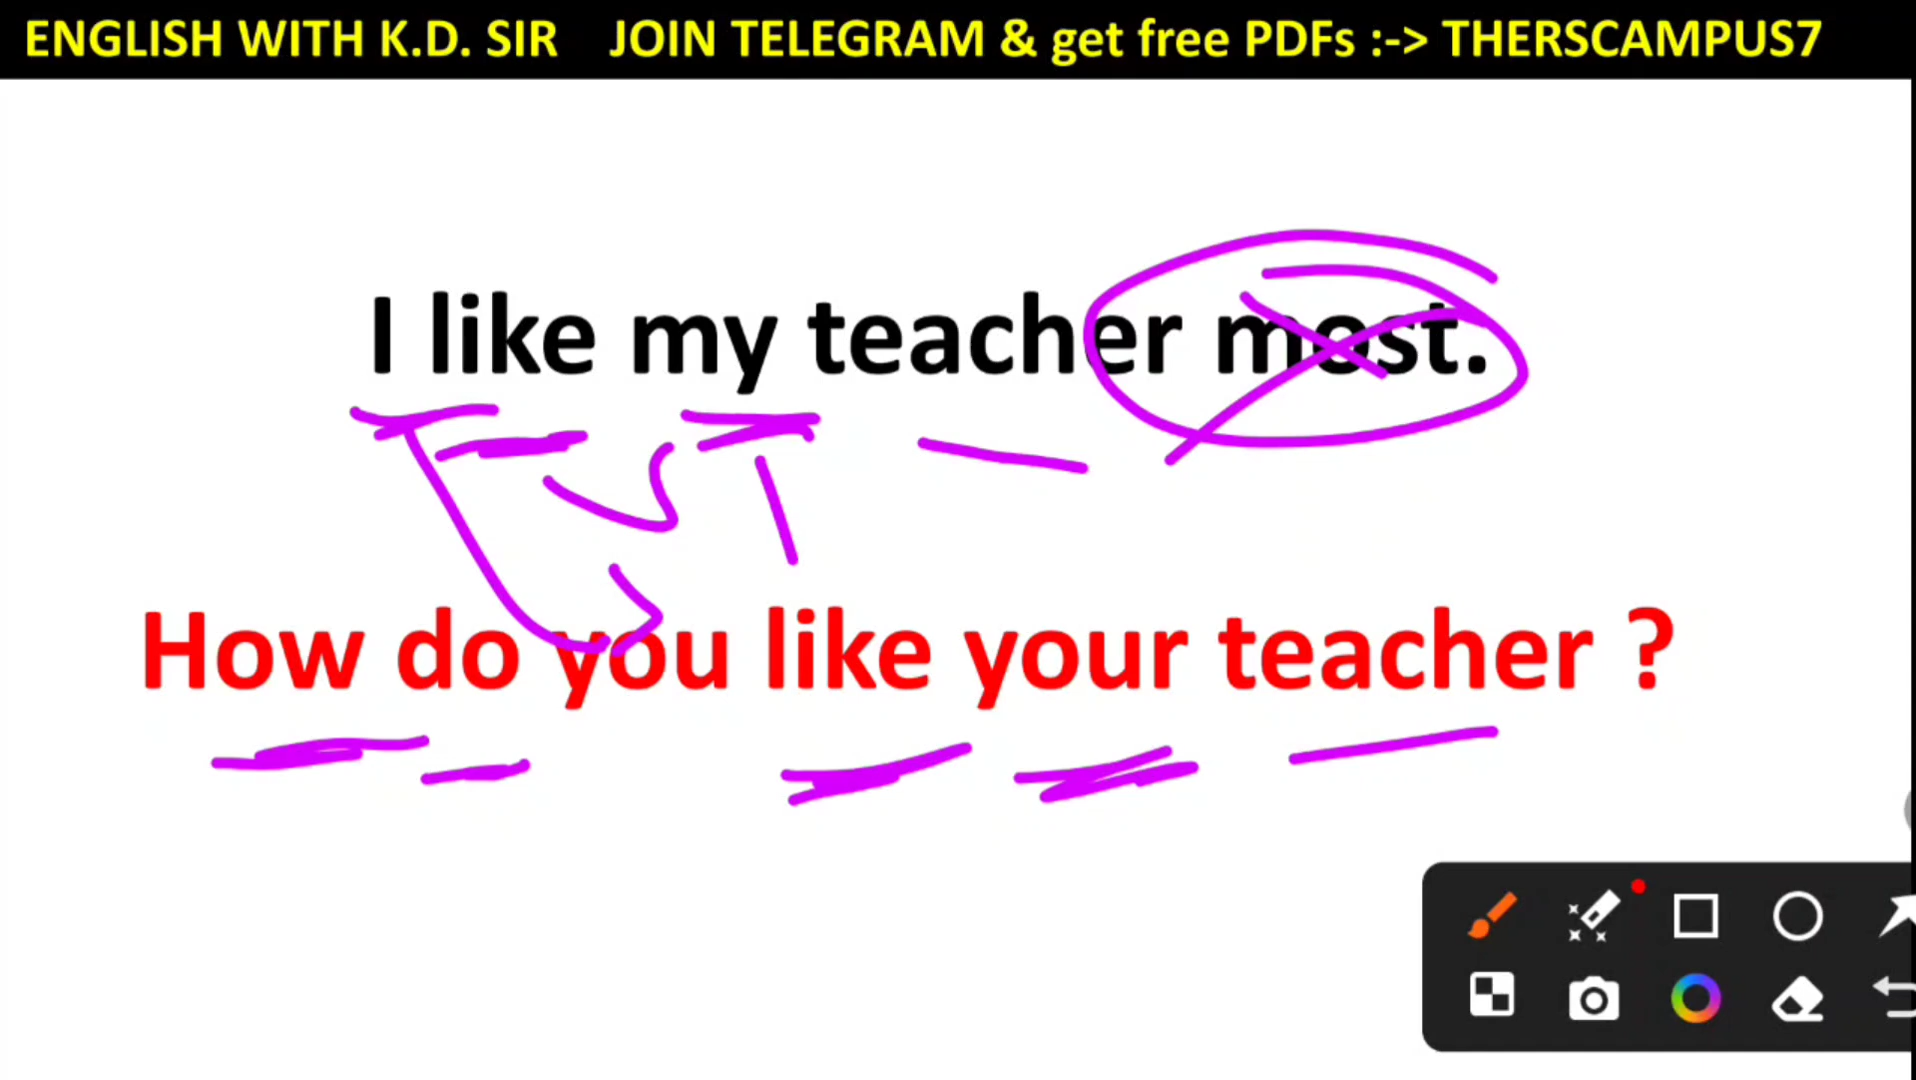 ENGLISH WITH K.D. SIR JOIN TELEGRAM & get free PDFs :-> THERSCAMPUS7
I like my teacher most.
How do you like your teacher ?